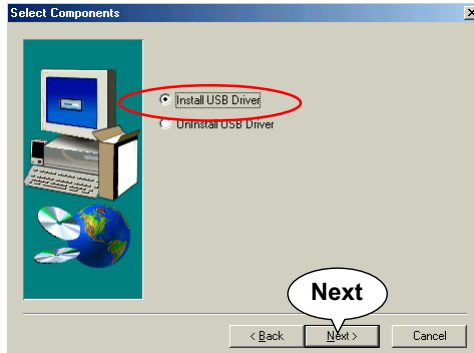 Select Components
Install USB Driver
Uninstall USB Driver
Next
< Back
Next >
Cancel